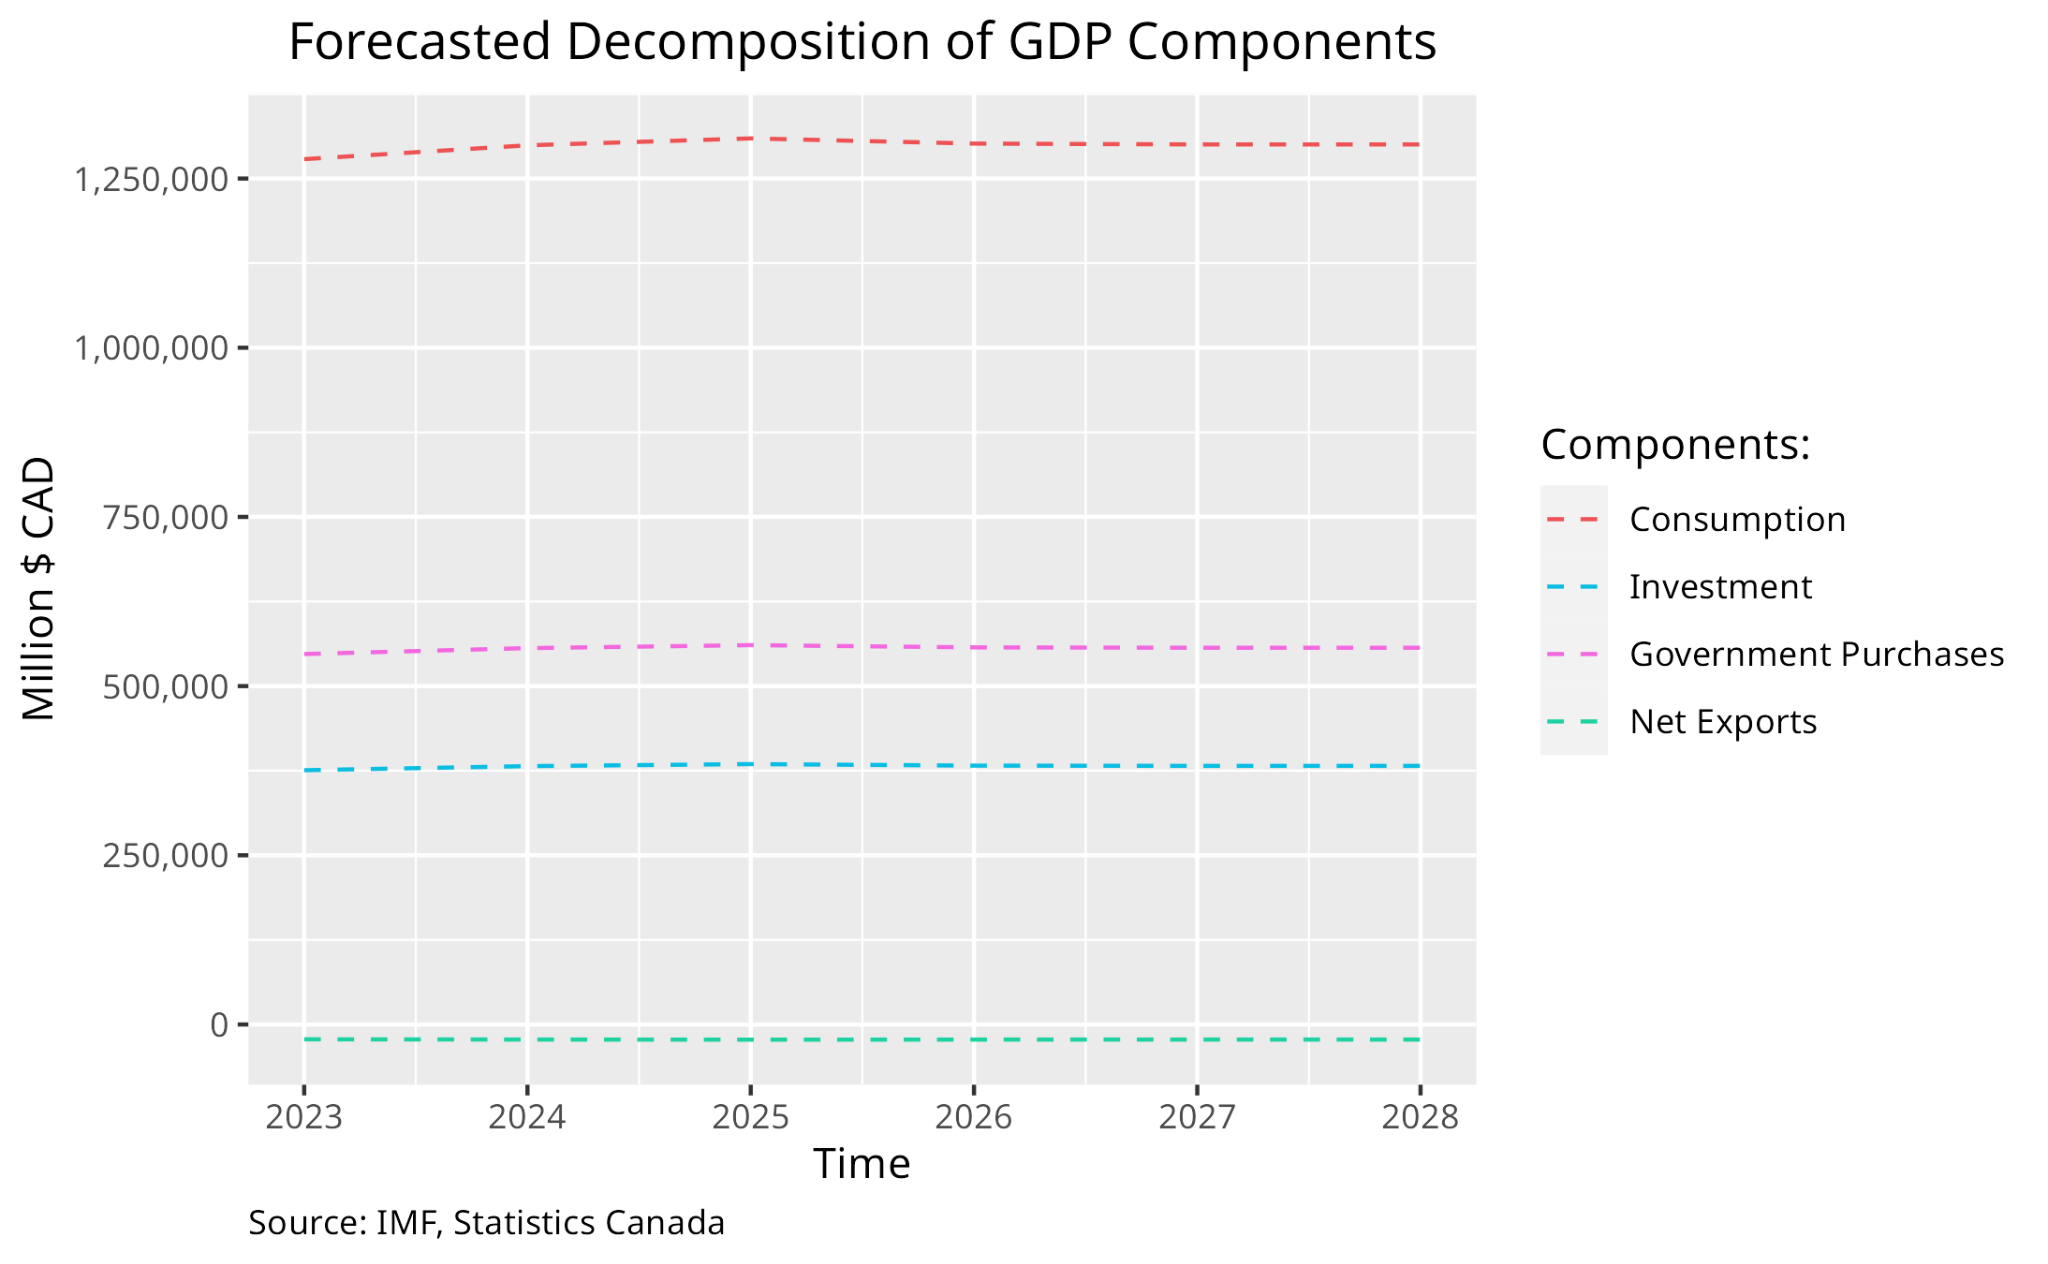 Forecasted Decomposition of GDP Components
Million $ CAD
1,250,000
1,000,000
750,000
500,000
250,000
0
2023 2024 2025 2026 2027 2028
Time
Components:
Consumption
Investment
Government Purchases
Net Exports
Source: IMF, Statistics Canada